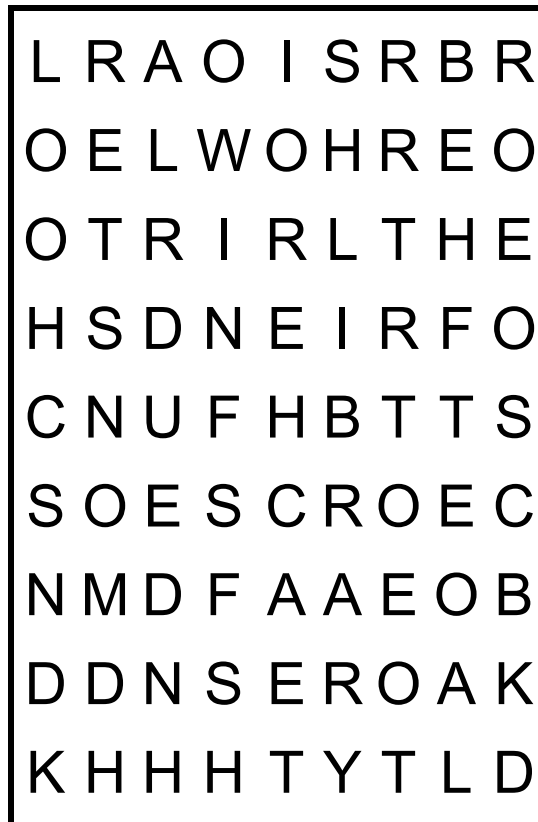 L R A O I S R B R
O E L W O H R E O
O T R I R L T H E
H S D N E I R F O
C N U F H B T T S
S O E S C R O E C
N M D F A A E O B
D D N S E R O A K
K H H H T Y T L D